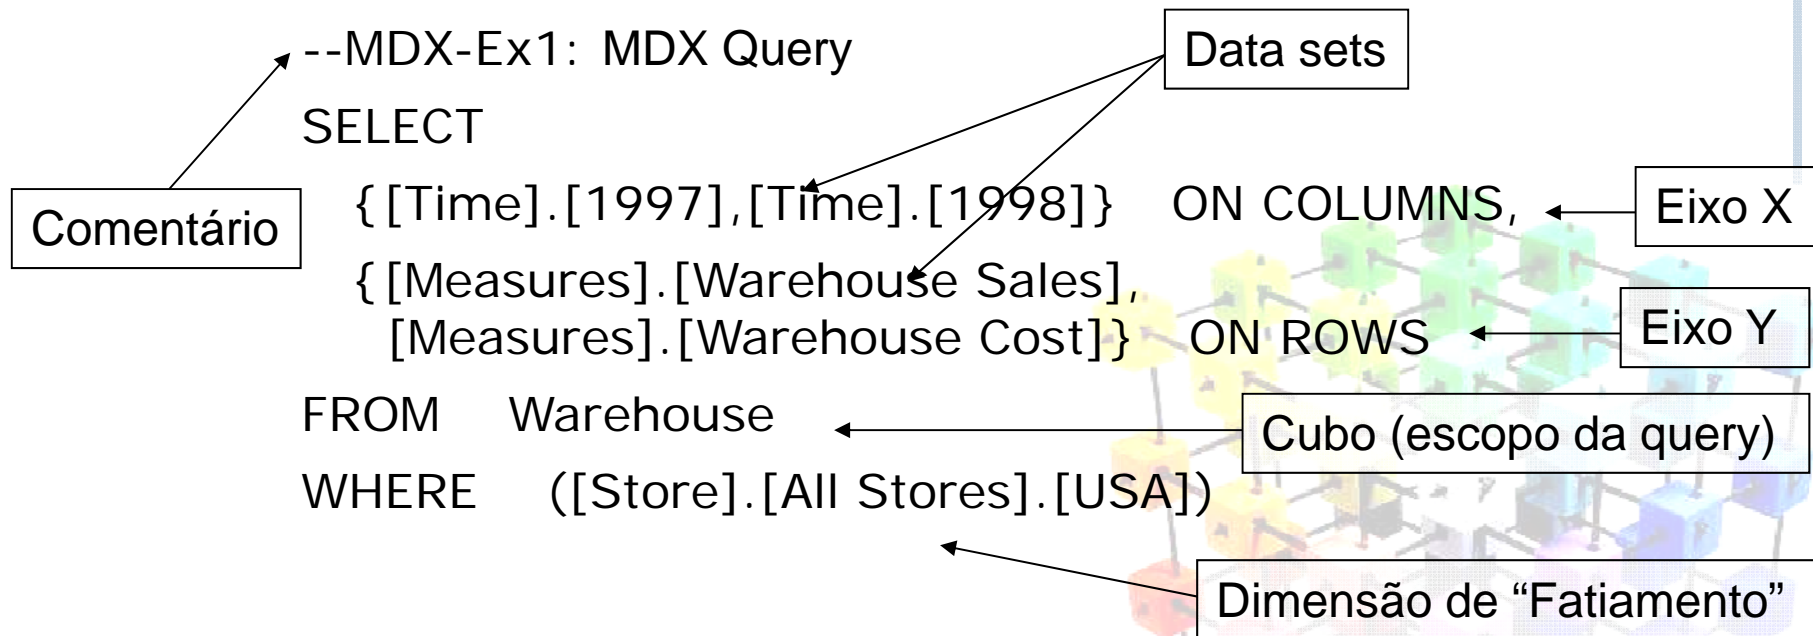 --MDX-Ex1: MDX Query
Data sets
SELECT
{[Time].[1997],[Time].[1998]} ON COLUMNS,
Eixo X
Comentário
{[Measures].[Warehouse Sales],
[Measures].[Warehouse Cost]} ON ROWS
Eixo Y
FROM Warehouse
Cubo (escopo da query)
WHERE ([Store].[All Stores].[USA])
Dimensão de “Fatiamento”